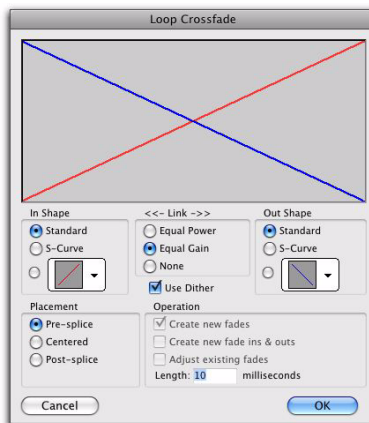 Loop Crossfade
In Shape
Standard
S-Curve
<<- Link ->>
Equal Power
Equal Gain
None
Use Dither
Out Shape
Standard
S-Curve
Placement
Pre-splice
Centered
Post-splice
Operation
Create new fades
Create new fade ins & outs
Adjust existing fades
Length: 10 milliseconds
Cancel
OK